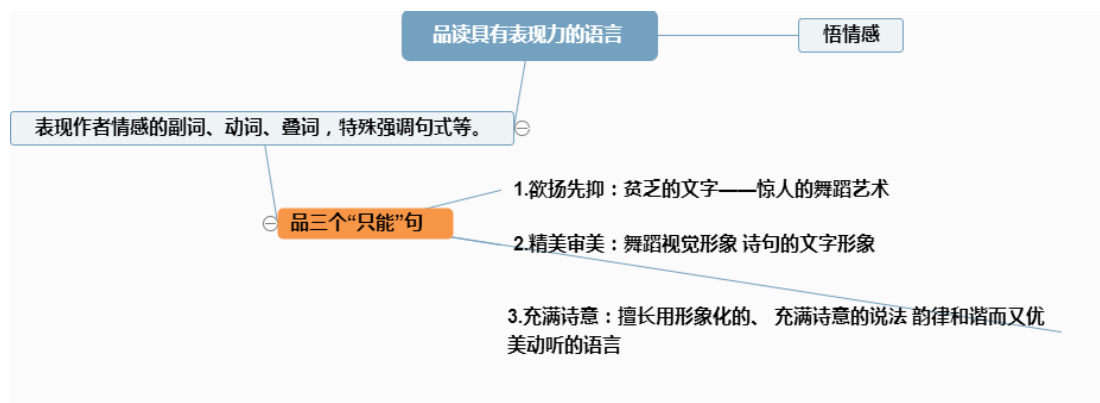 品读具有表现力的语言
悟情感
表现作者情感的副词、动词、叠词，特殊强调句式等。
1.欲扬先抑：贫乏的文字——惊人的舞蹈艺术
品三个“只能”句
2.精美审美：舞蹈视觉形象 诗句的文字形象
3.充满诗意：擅长用形象化的、 充满诗意的说法 韵律和谐而又优
美动听的语言